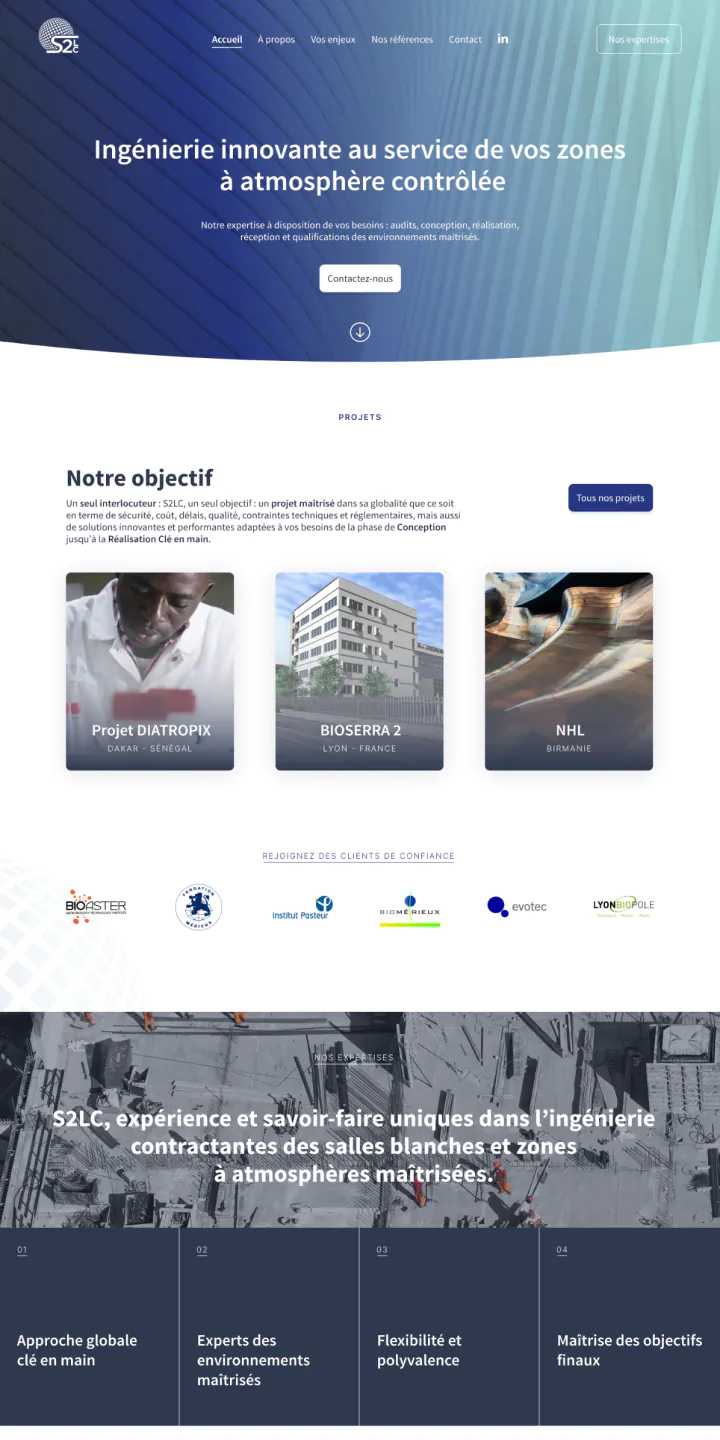 S2LC
Accueil
À propos
Vos enjeux
Nos références
Contact
in
Nos expertises
Ingénierie innovante au service de vos zones
à atmosphère contrôlée
Notre expertise à disposition de vos besoins : audits, conception, réalisation,
réception et qualifications des environnements maîtrisés.
Contactez-nous
PROJETS
Notre objectif
Un seul interlocuteur : S2LC, un seul objectif : un projet maîtrisé dans sa globalité que ce soit
en terme de sécurité, coût, délais, qualité, contraintes techniques et réglementaires, mais aussi
de solutions innovantes et performantes adaptées à vos besoins de la phase de Conception
jusqu'à la Réalisation Clé en main.
Tous nos projets
Projet DIATROPIX
DAKAR - SÉNÉGAL
BIOSERRA 2
LYON - FRANCE
NHL
BIRMANIE
REJOIGNEZ DES CLIENTS DE CONFIANCE
BIOASTER
FONDATION
MÉRIEUX
Institut Pasteur
BIOMÉRIEUX
evotec
LYONBIOPOLE
NOS EXPERTISES
S2LC, expérience et savoir-faire uniques dans l’ingénierie
contractantes des salles blanches et zones
à atmosphères maîtrisées.
01
02
03
04
Approche globale
clé en main
Experts des
environnements
maîtrisés
Flexibilité et
polyvalence
Maîtrise des objectifs
finaux